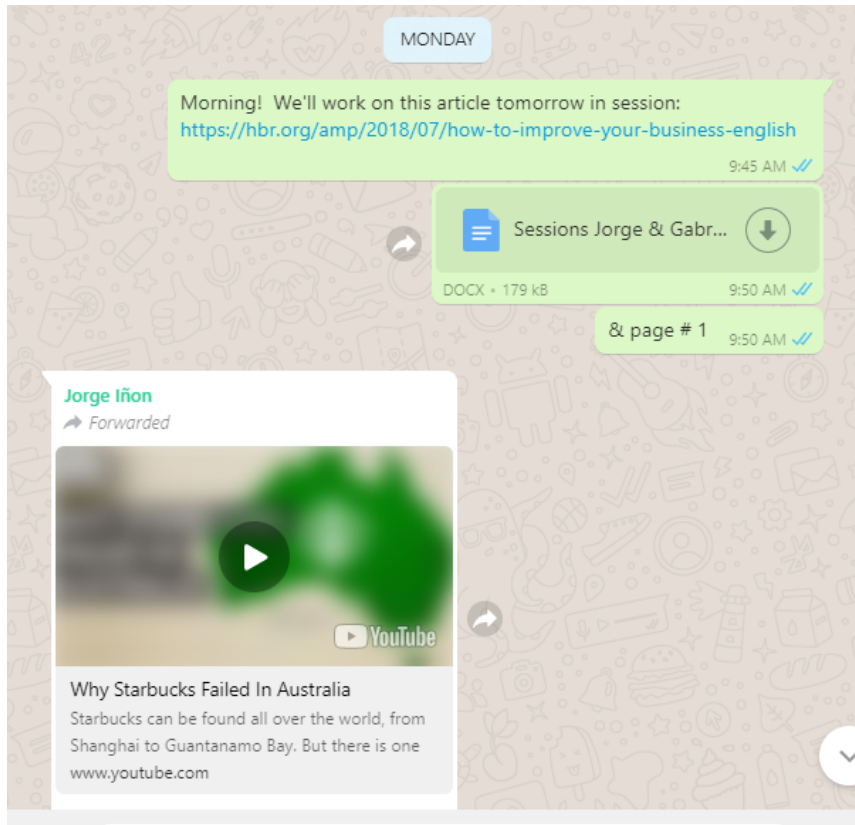 MONDAY
Morning!  We'll work on this article tomorrow in session:
https://hbr.org/amp/2018/07/how-to-improve-your-business-english
9:45 AM
Sessions Jorge & Gabr...
DOCX • 179 kB
9:50 AM
& page # 1
9:50 AM
Jorge Iñon
Forwarded
YouTube
Why Starbucks Failed In Australia
Starbucks can be found all over the world, from
Shanghai to Guantanamo Bay. But there is one
www.youtube.com